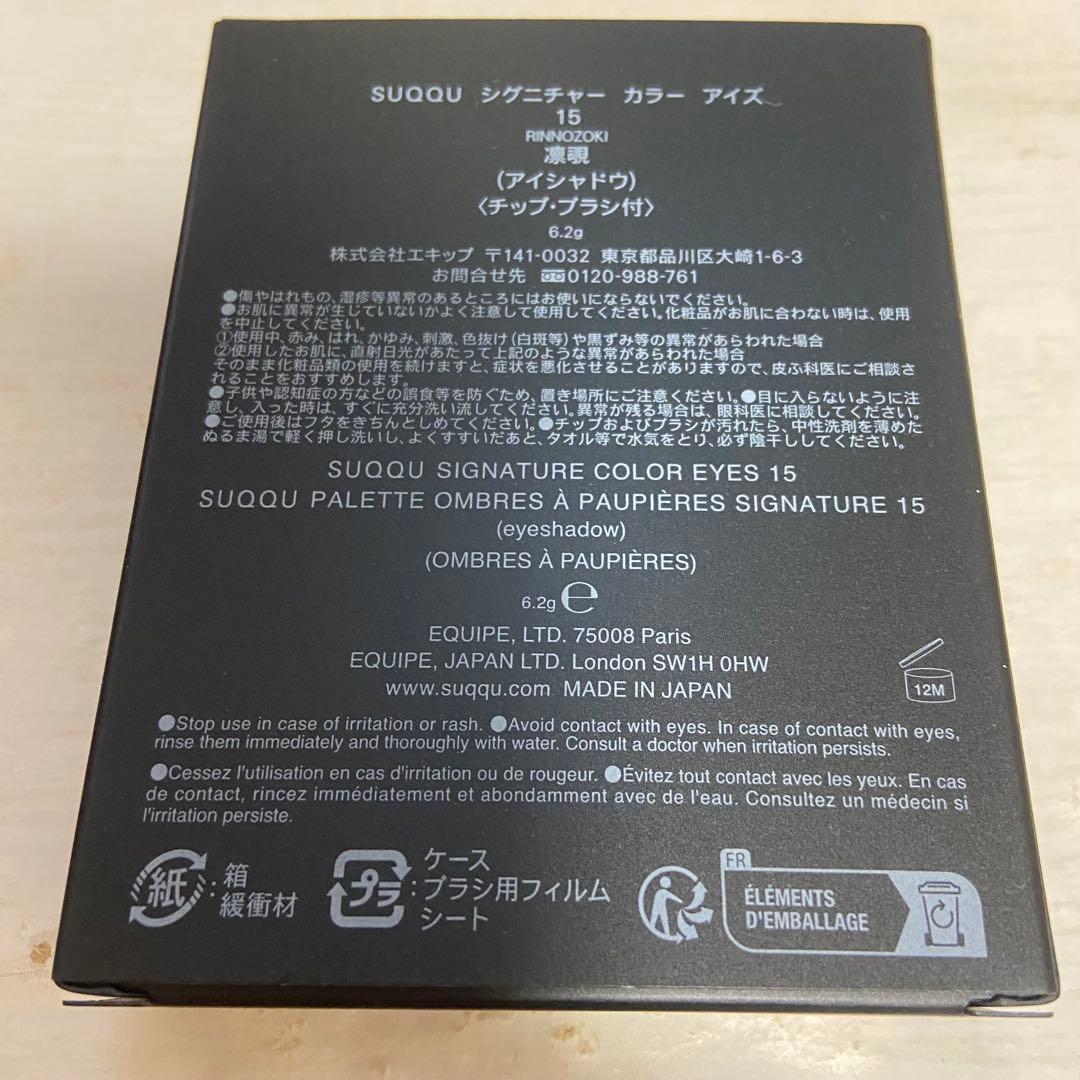 SUQQU シグニチャー カラー アイズ
15
RINNOZOKI
凛覗
(アイシャドウ)
〈チップ・ブラシ付〉
6.2g
株式会社エキップ 〒141-0032 東京都品川区大崎1-6-3
お問合せ先 0120-988-761
●傷やはれもの、湿疹等異常のあるところにはお使いにならないでください。
●お肌に異常が生じていないかよく注意して使用してください。化粧品がお肌に合わない時は、使用
を中止してください。
①使用中、赤み、はれ、かゆみ、刺激、色抜け(白斑等)や黒ずみ等の異常があらわれた場合
②使用したお肌に、直射日光があたって上記のような異常があらわれた場合
そのまま化粧品類の使用を続けますと、症状を悪化させることがありますので、皮ふ科医にご相談さ
れることをおすすめします。
●子供や認知症の方などの誤食等を防ぐため、置き場所にご注意ください。●目に入らないように注
意し、入った時は、すぐに充分洗い流してください。異常が残る場合は、眼科医に相談してください。
●ご使用後はフタをきちんとしめてください。●チップおよびブラシが汚れたら、中性洗剤を薄めた
ぬるま湯で軽く押し洗いし、よくすすいだあと、タオル等で水気をとり、必ず陰干ししてください。
SUQQU SIGNATURE COLOR EYES 15
SUQQU PALETTE OMBRES À PAUPIÈRES SIGNATURE 15
(eyeshadow)
(OMBRES À PAUPIÈRES)
6.2g ℮
EQUIPE, LTD. 75008 Paris
EQUIPE, JAPAN LTD. London SW1H 0HW
www.suqqu.com MADE IN JAPAN
12M
●Stop use in case of irritation or rash. ●Avoid contact with eyes. In case of contact with eyes,
rinse them immediately and thoroughly with water. Consult a doctor when irritation persists.
●Cessez l'utilisation en cas d'irritation ou de rougeur. ●Évitez tout contact avec les yeux. En cas
de contact, rincez immédiatement et abondamment avec de l'eau. Consultez un médecin si
l'irritation persiste.
紙:箱
緩衝材
プラ:ケース
ブラシ用フィルム
シート
FR
ÉLÉMENTS
D'EMBALLAGE